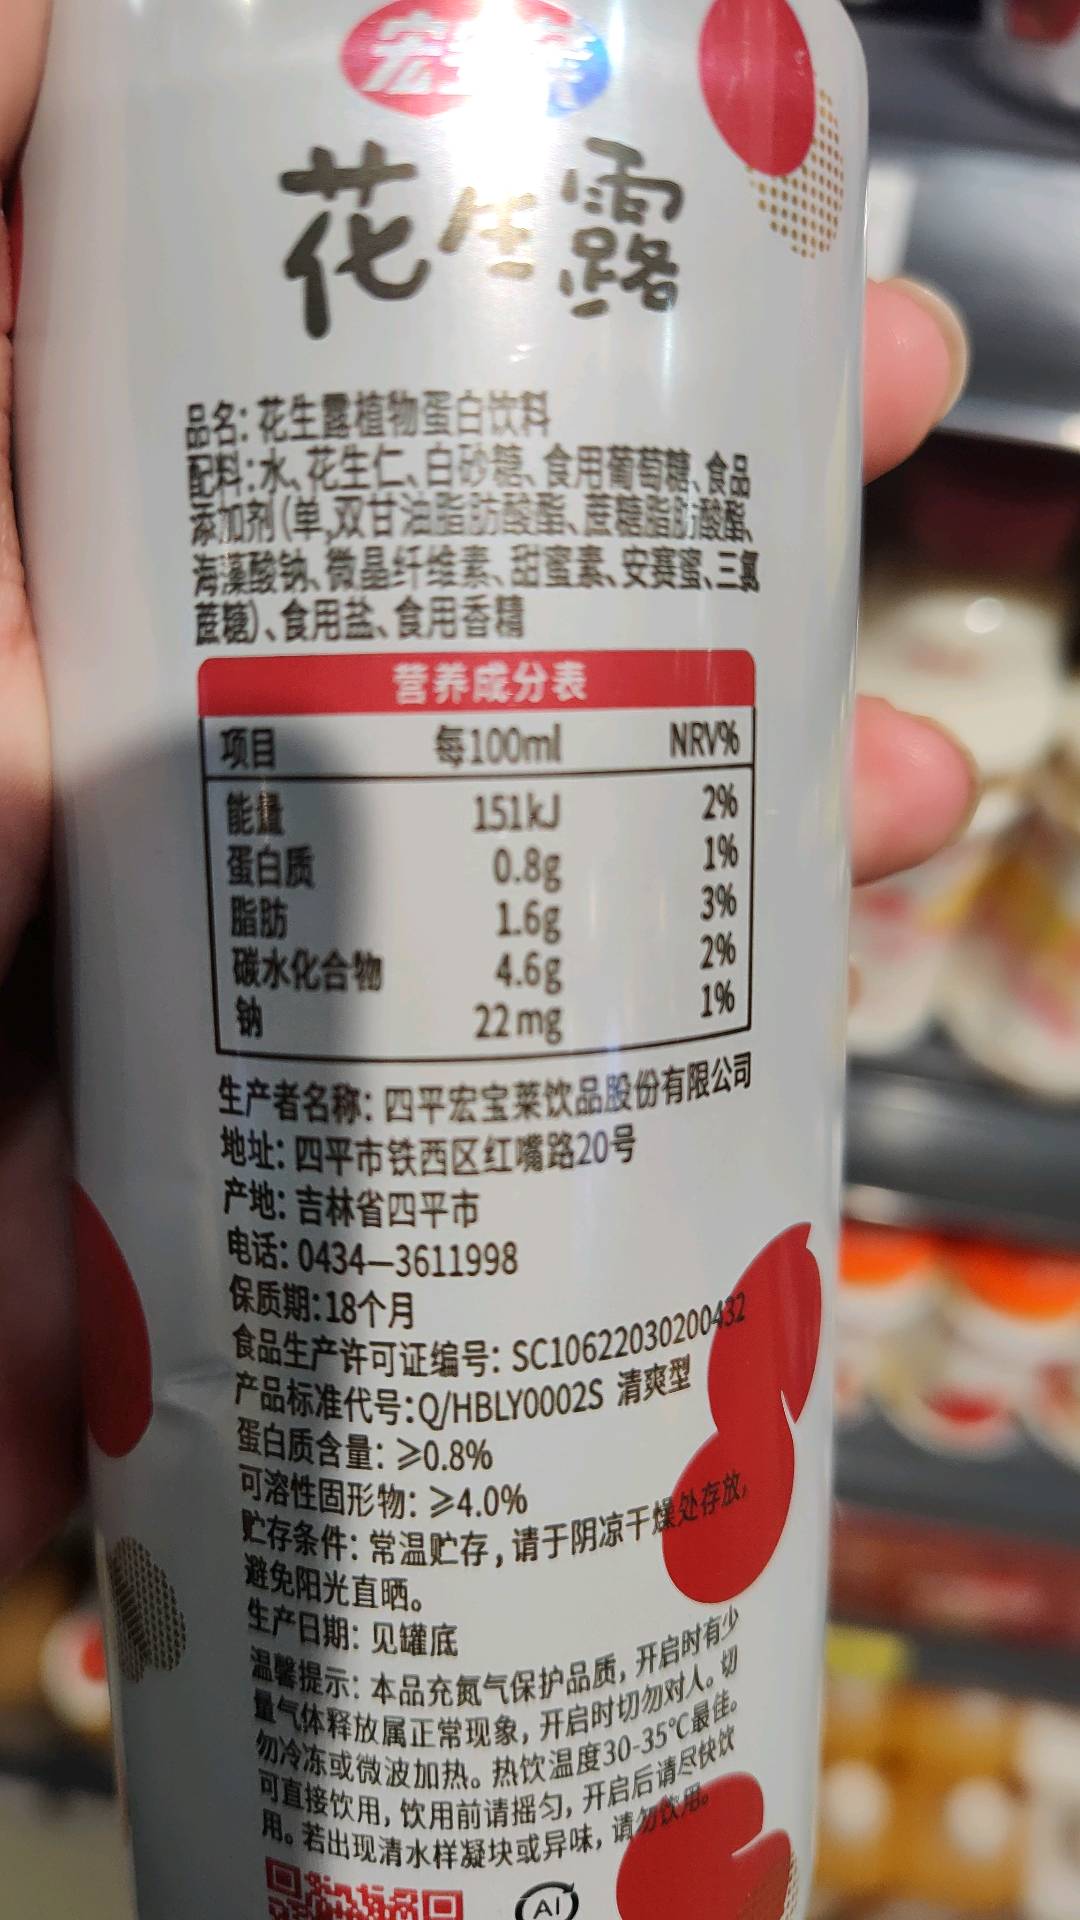 花生露
品名: 花生露植物蛋白饮料
配料:水、花生仁、白砂糖、食用葡萄糖、食品
添加剂(单,双甘油脂肪酸酯、蔗糖脂肪酸酯、
海藻酸钠、微晶纤维素、甜蜜素、安赛蜜、三氯
蔗糖)、食用盐、食用香精
营养成分表
项目 每100ml NRV%
能量 151kJ 2%
蛋白质 0.8g 1%
脂肪 1.6g 3%
碳水化合物 4.6g 2%
钠 22mg 1%
生产者名称: 四平宏宝莱饮品股份有限公司
地址: 四平市铁西区红嘴路20号
产地: 吉林省四平市
电话: 0434—3611998
保质期:18个月
食品生产许可证编号: SC10622030200432
产品标准代号:Q/HBLY0002S 清爽型
蛋白质含量: ≥0.8%
可溶性固形物: ≥4.0%
贮存条件: 常温贮存,请于阴凉干燥处存放,
避免阳光直晒。
生产日期: 见罐底
温馨提示: 本品充氮气保护品质, 开启时有少
量气体释放属正常现象, 开启时切勿对人。切
勿冷冻或微波加热。热饮温度30-35℃最佳。
可直接饮用, 饮用前请摇匀, 开启后请尽快饮
用。若出现清水样凝块或异味, 请勿饮用。
Al